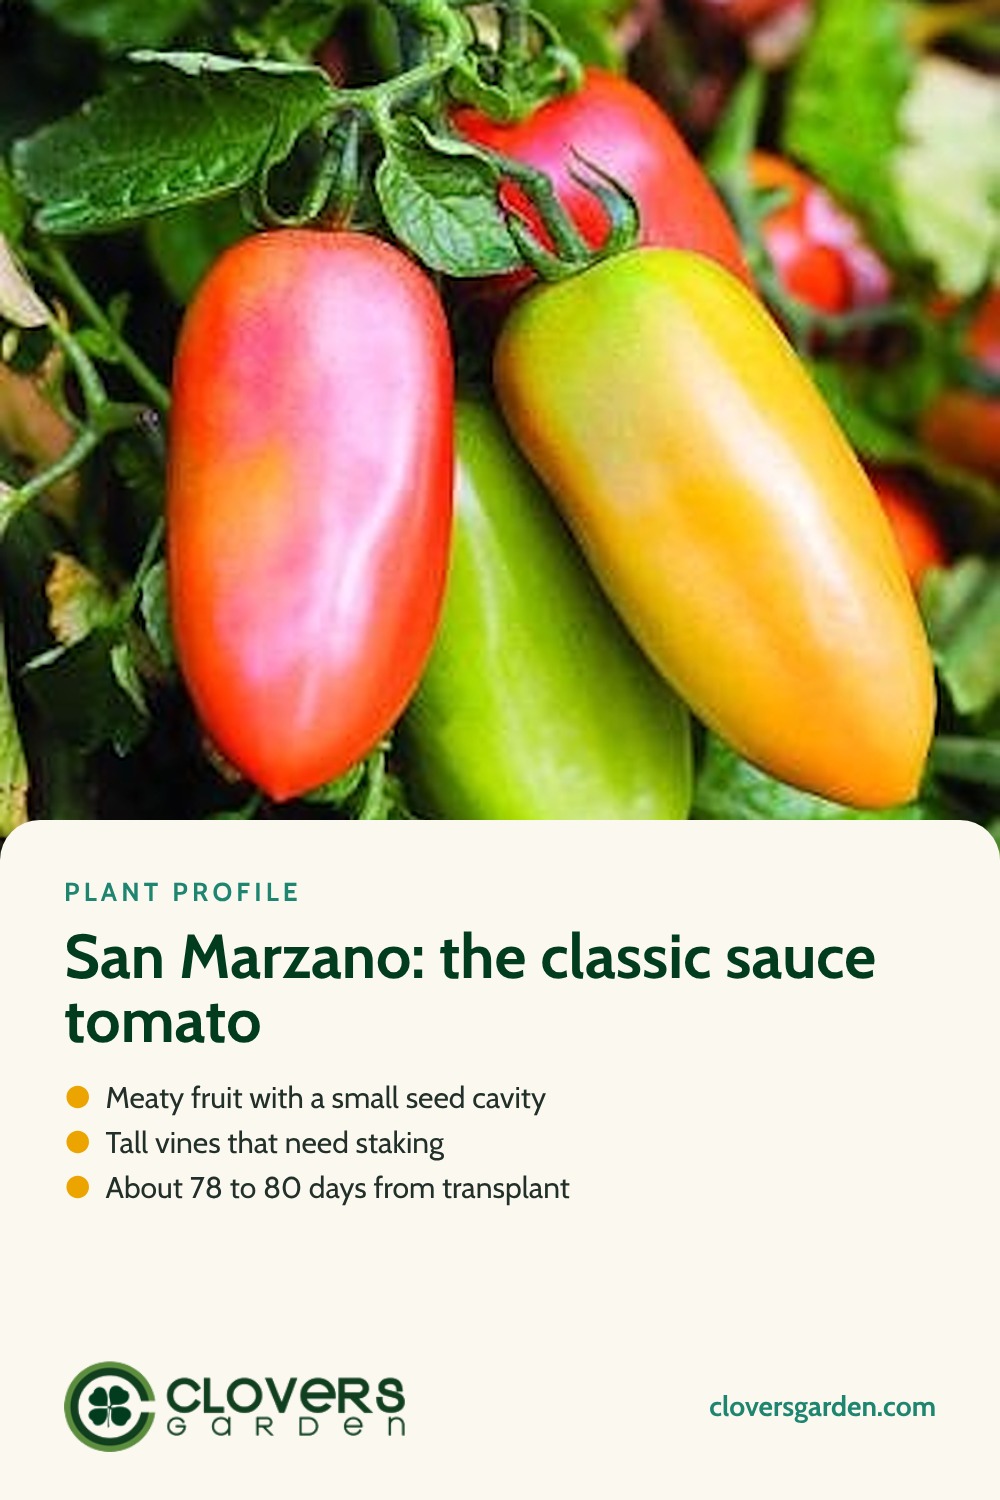 PLANT PROFILE
San Marzano: the classic sauce
tomato
Meaty fruit with a small seed cavity
Tall vines that need staking
About 78 to 80 days from transplant
CLOVERS
GARDEN
cloversgarden.com